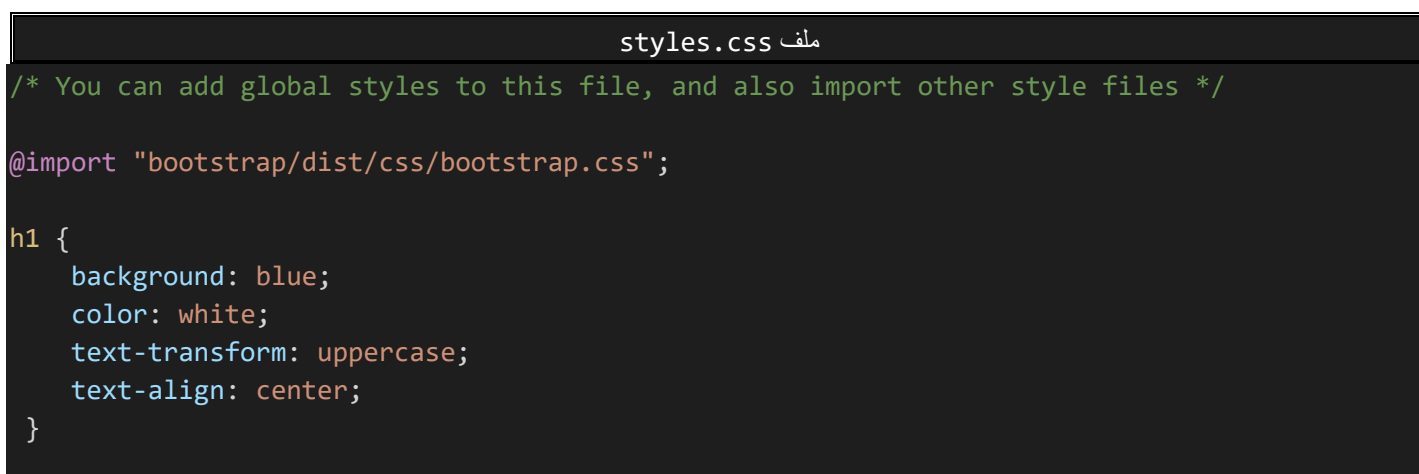 ملف styles.css
/* You can add global styles to this file, and also import other style files */
@import "bootstrap/dist/css/bootstrap.css";
h1 {
    background: blue;
    color: white;
    text-transform: uppercase;
    text-align: center;
 }